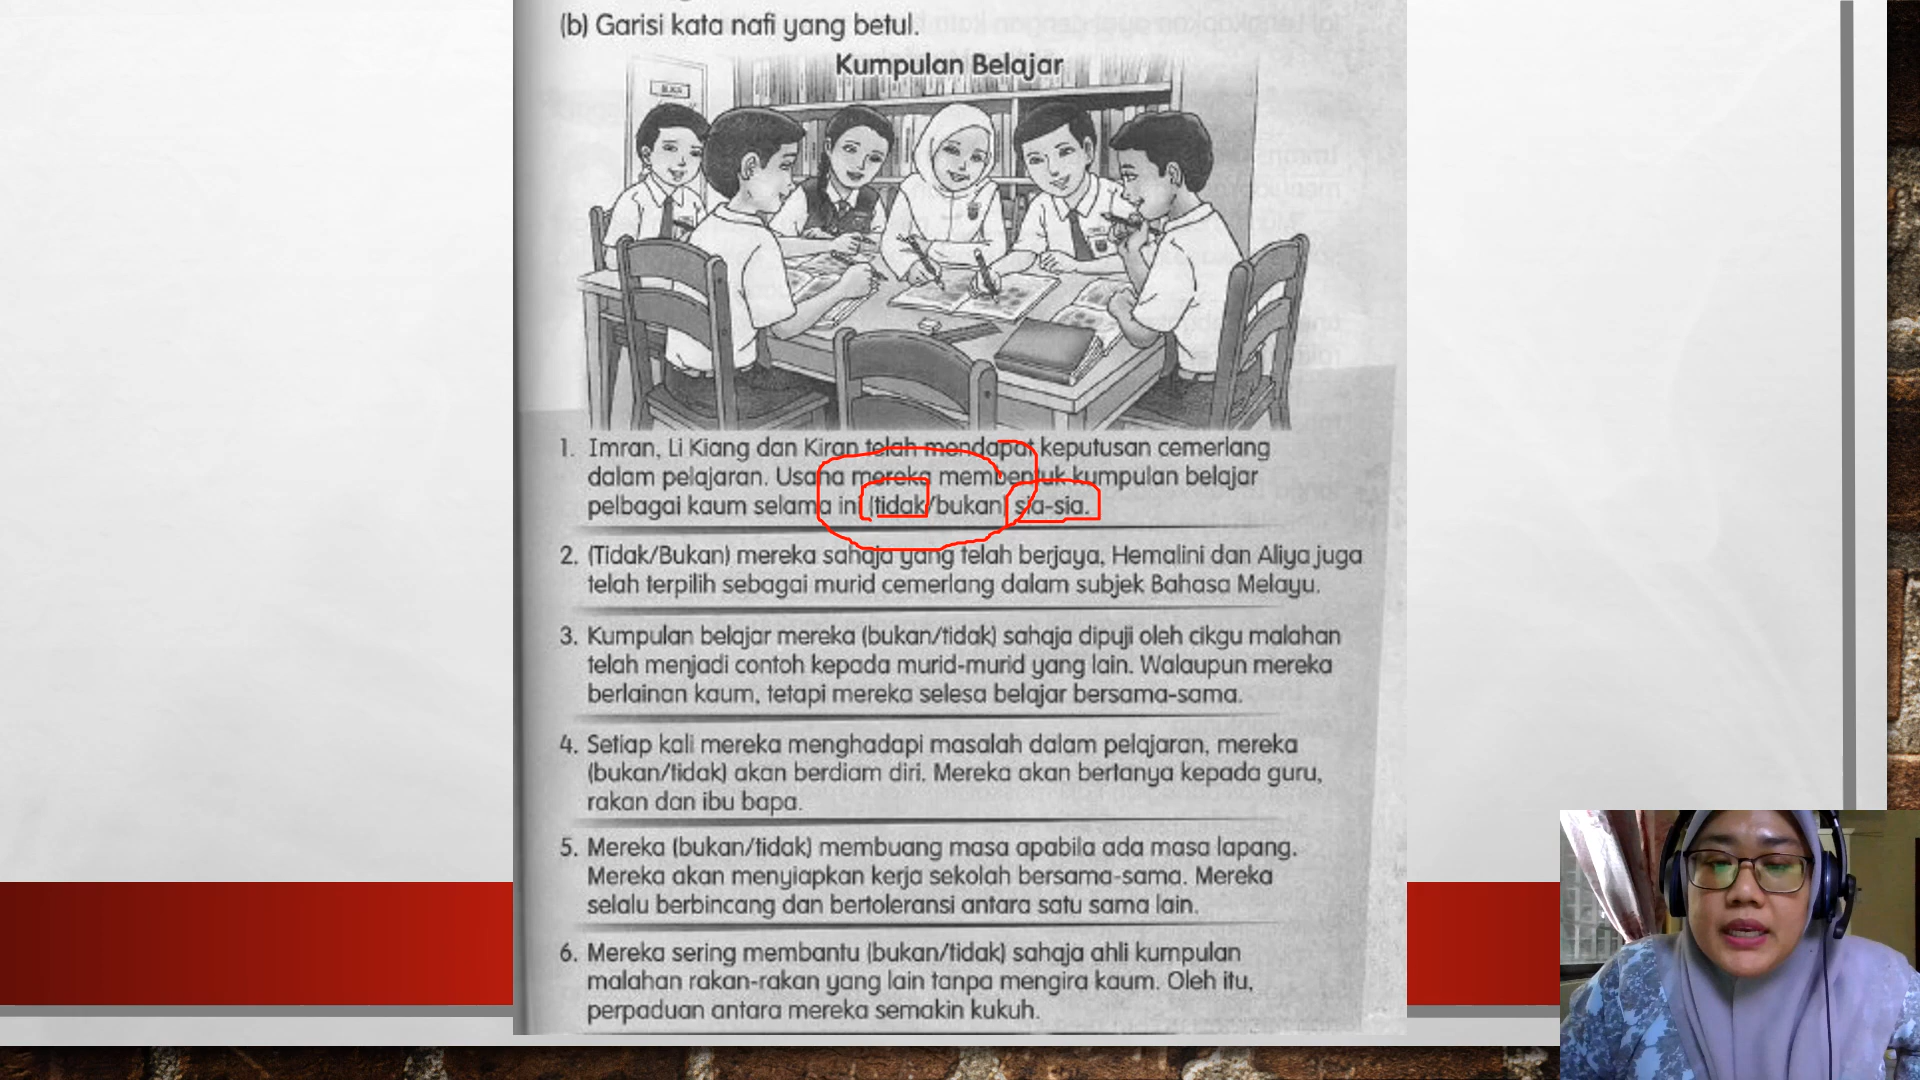 (b) Garisi kata nafi yang betul.
Kumpulan Belajar
1. Imran, Li Kiang dan Kiran telah mendapat keputusan cemerlang
dalam pelajaran. Usaha mereka membentuk kumpulan belajar
pelbagai kaum selama ini (tidak/bukan) sia-sia.
2. (Tidak/Bukan) mereka sahaja yang telah berjaya, Hemalini dan Aliya juga
telah terpilih sebagai murid cemerlang dalam subjek Bahasa Melayu.
3. Kumpulan belajar mereka (bukan/tidak) sahaja dipuji oleh cikgu malahan
telah menjadi contoh kepada murid-murid yang lain. Walaupun mereka
berlainan kaum, tetapi mereka selesa belajar bersama-sama.
4. Setiap kali mereka menghadapi masalah dalam pelajaran, mereka
(bukan/tidak) akan berdiam diri. Mereka akan bertanya kepada guru,
rakan dan ibu bapa.
5. Mereka (bukan/tidak) membuang masa apabila ada masa lapang.
Mereka akan menyiapkan kerja sekolah bersama-sama. Mereka
selalu berbincang dan bertoleransi antara satu sama lain.
6. Mereka sering membantu (bukan/tidak) sahaja ahli kumpulan
malahan rakan-rakan yang lain tanpa mengira kaum. Oleh itu,
perpaduan antara mereka semakin kukuh.